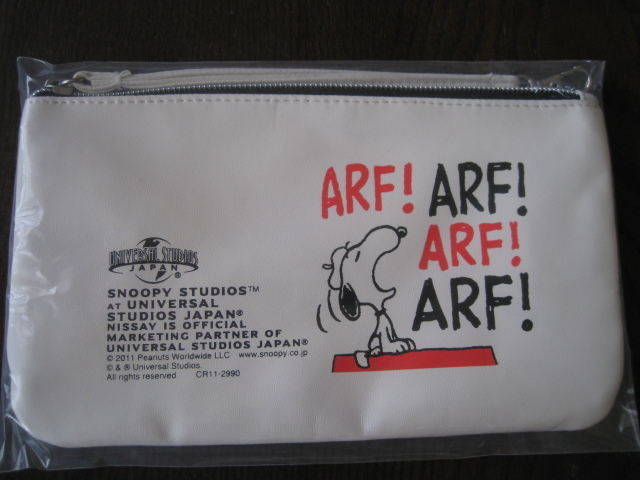 ARF! ARF!
ARF!
ARF!
UNIVERSAL STUDIOS
JAPAN®
SNOOPY STUDIOS™
AT UNIVERSAL
STUDIOS JAPAN®
NISSAY IS OFFICIAL
MARKETING PARTNER OF
UNIVERSAL STUDIOS JAPAN®
© 2011 Peanuts Worldwide LLC www.snoopy.co.jp
© & ® Universal Studios.
All rights reserved CR11-2990